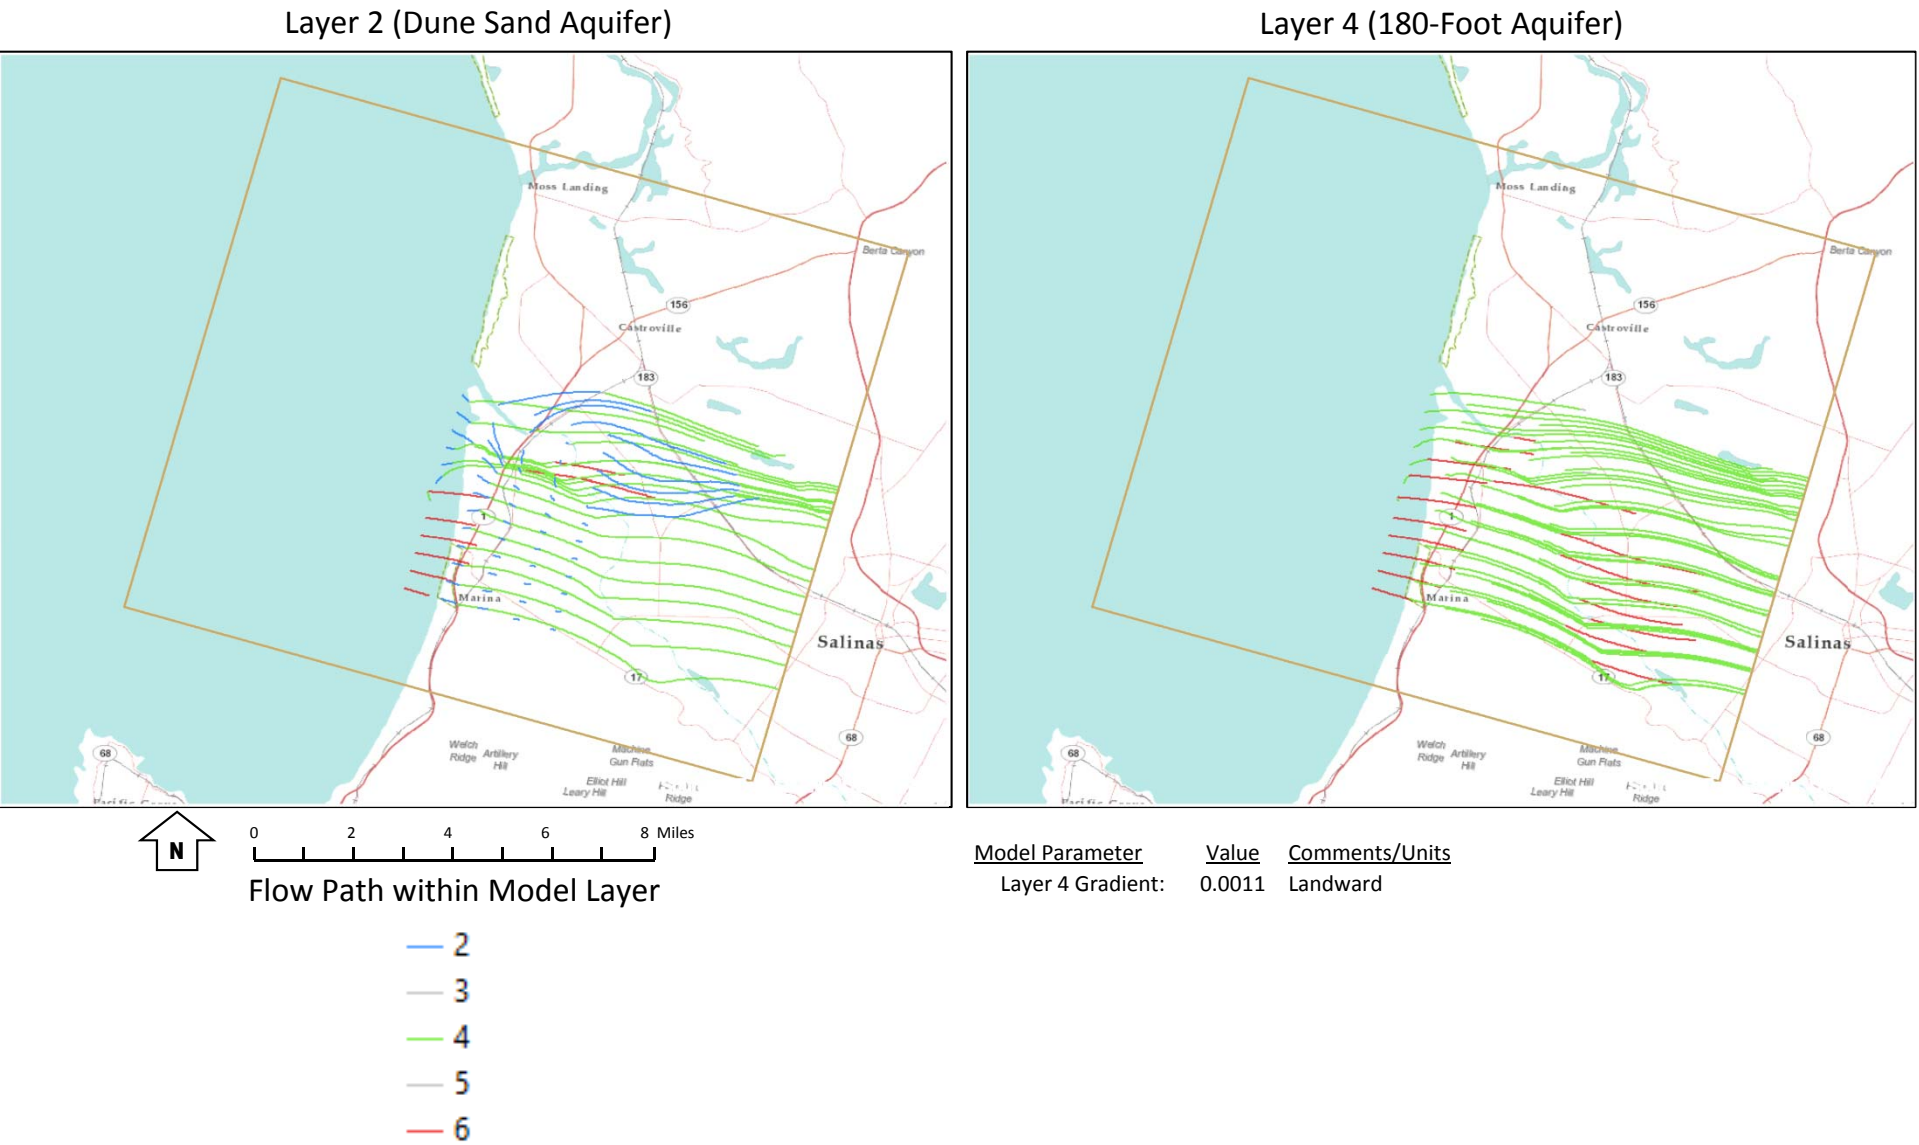 Layer 2 (Dune Sand Aquifer)
Layer 4 (180-Foot Aquifer)
Moss Landing
Berta Canyon
156
Castroville
183
1
Marina
Salinas
17
68
Welch Ridge
Artillery Hill
Machine Gun Flats
Elliot Hill
Leary Hill
Ridge
68
Moss Landing
Berta Canyon
156
Castroville
183
1
Marina
Salinas
17
68
Welch Ridge
Artillery Hill
Machine Gun Flats
Elliot Hill
Leary Hill
Ridge
68
N
0 2 4 6 8 Miles
Flow Path within Model Layer
2
3
4
5
6
Model Parameter Value Comments/Units
Layer 4 Gradient: 0.0011 Landward